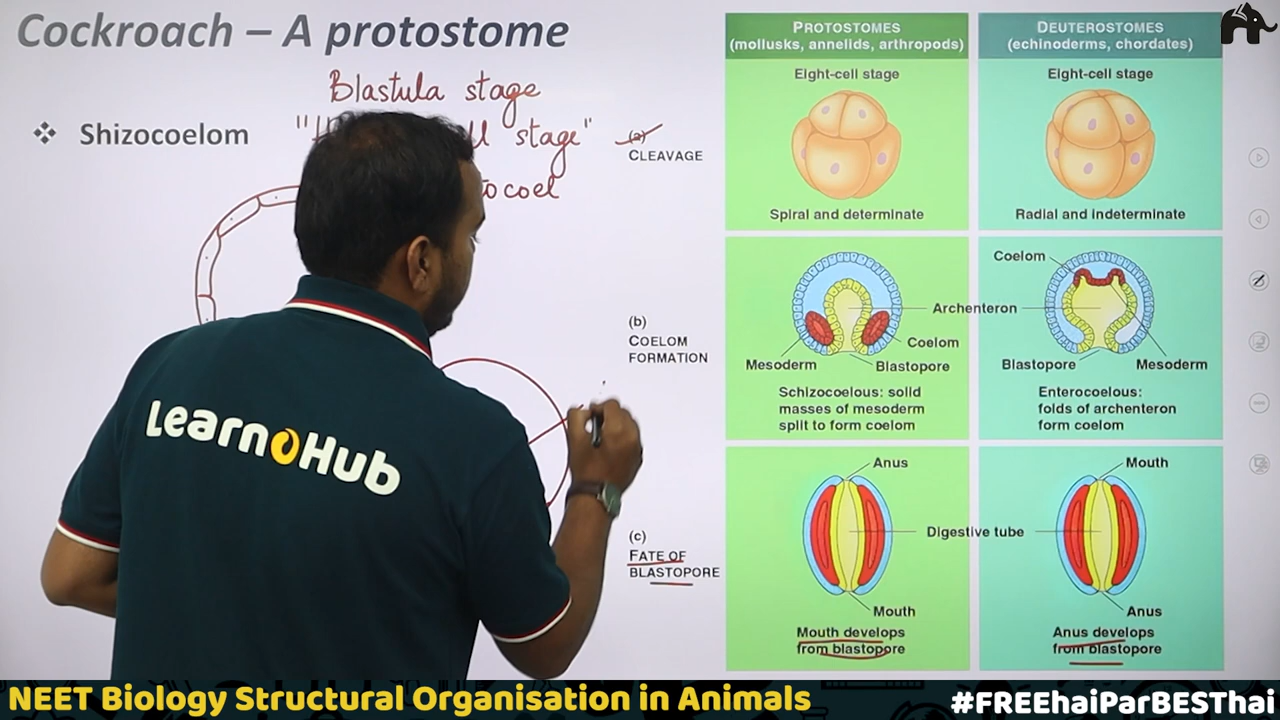 Cockroach – A protostome
Blastula stage
❖ Shizocoelom
stage"
tocoel
(a)
CLEAVAGE
(b)
COELOM
FORMATION
(c)
FATE OF
BLASTOPORE
PROTOSTOMES
(mollusks, annelids, arthropods)
Eight-cell stage
Spiral and determinate
DEUTEROSTOMES
(echinoderms, chordates)
Eight-cell stage
Radial and indeterminate
Mesoderm
Archenteron
Coelom
Blastopore
Schizocoelous: solid
masses of mesoderm
split to form coelom
Coelom
Blastopore
Mesoderm
Enterocoelous:
folds of archenteron
form coelom
Anus
Digestive tube
Mouth
Mouth develops
from blastopore
Mouth
Anus
Anus develops
from blastopore
LearnoHub
NEET Biology Structural Organisation in Animals
#FREEhaiParBESThai